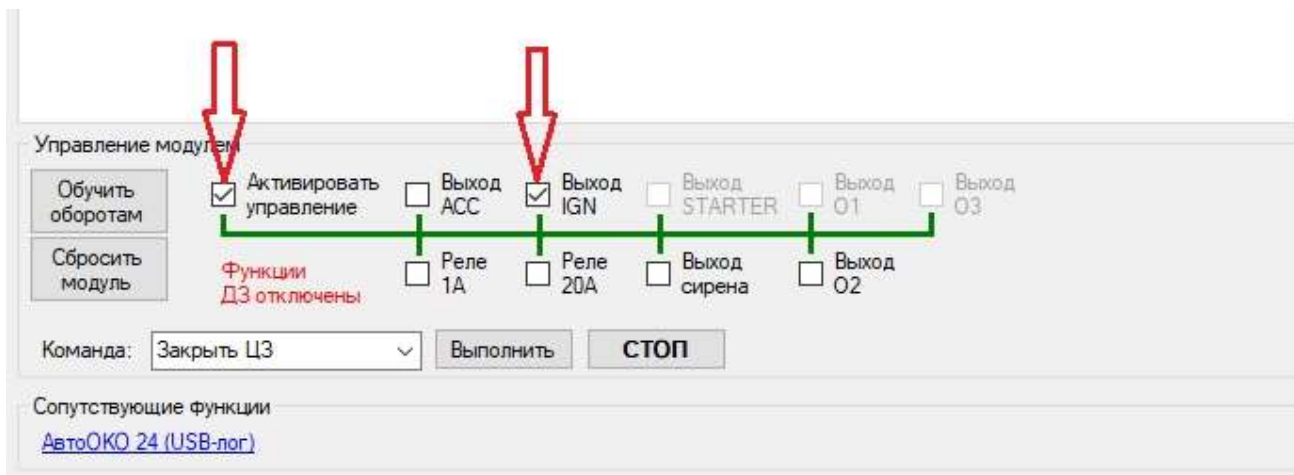 Управление модулем
Обучить
оборотам
Активировать
управление
Выход
ACC
Выход
IGN
Выход
STARTER
Выход
O1
Выход
O3
Сбросить
модуль
Функции
ДЗ отключены
Реле
1А
Реле
20А
Выход
сирена
Выход
O2
Команда: Закрыть ЦЗ Выполнить СТОП
Сопутствующие функции
АвтоОКО 24 (USB-лог)